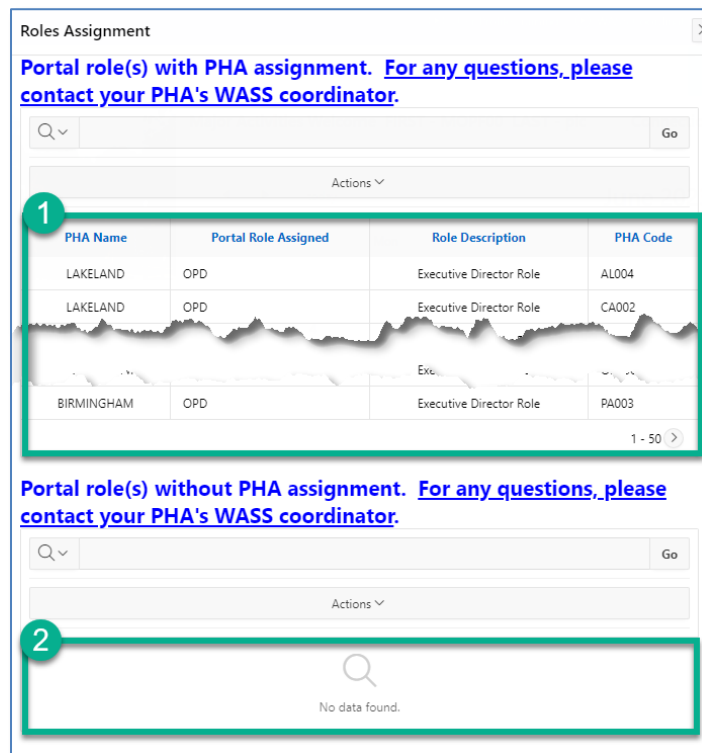 Roles Assignment
Portal role(s) with PHA assignment. For any questions, please
contact your PHA's WASS coordinator.
Go
Actions
1
PHA Name Portal Role Assigned Role Description PHA Code
LAKELAND OPD Executive Director Role AL004
LAKELAND OPD Executive Director Role CA002
BIRMINGHAM OPD Executive Director Role PA003
1 - 50
Portal role(s) without PHA assignment. For any questions, please
contact your PHA's WASS coordinator.
Go
Actions
2
No data found.